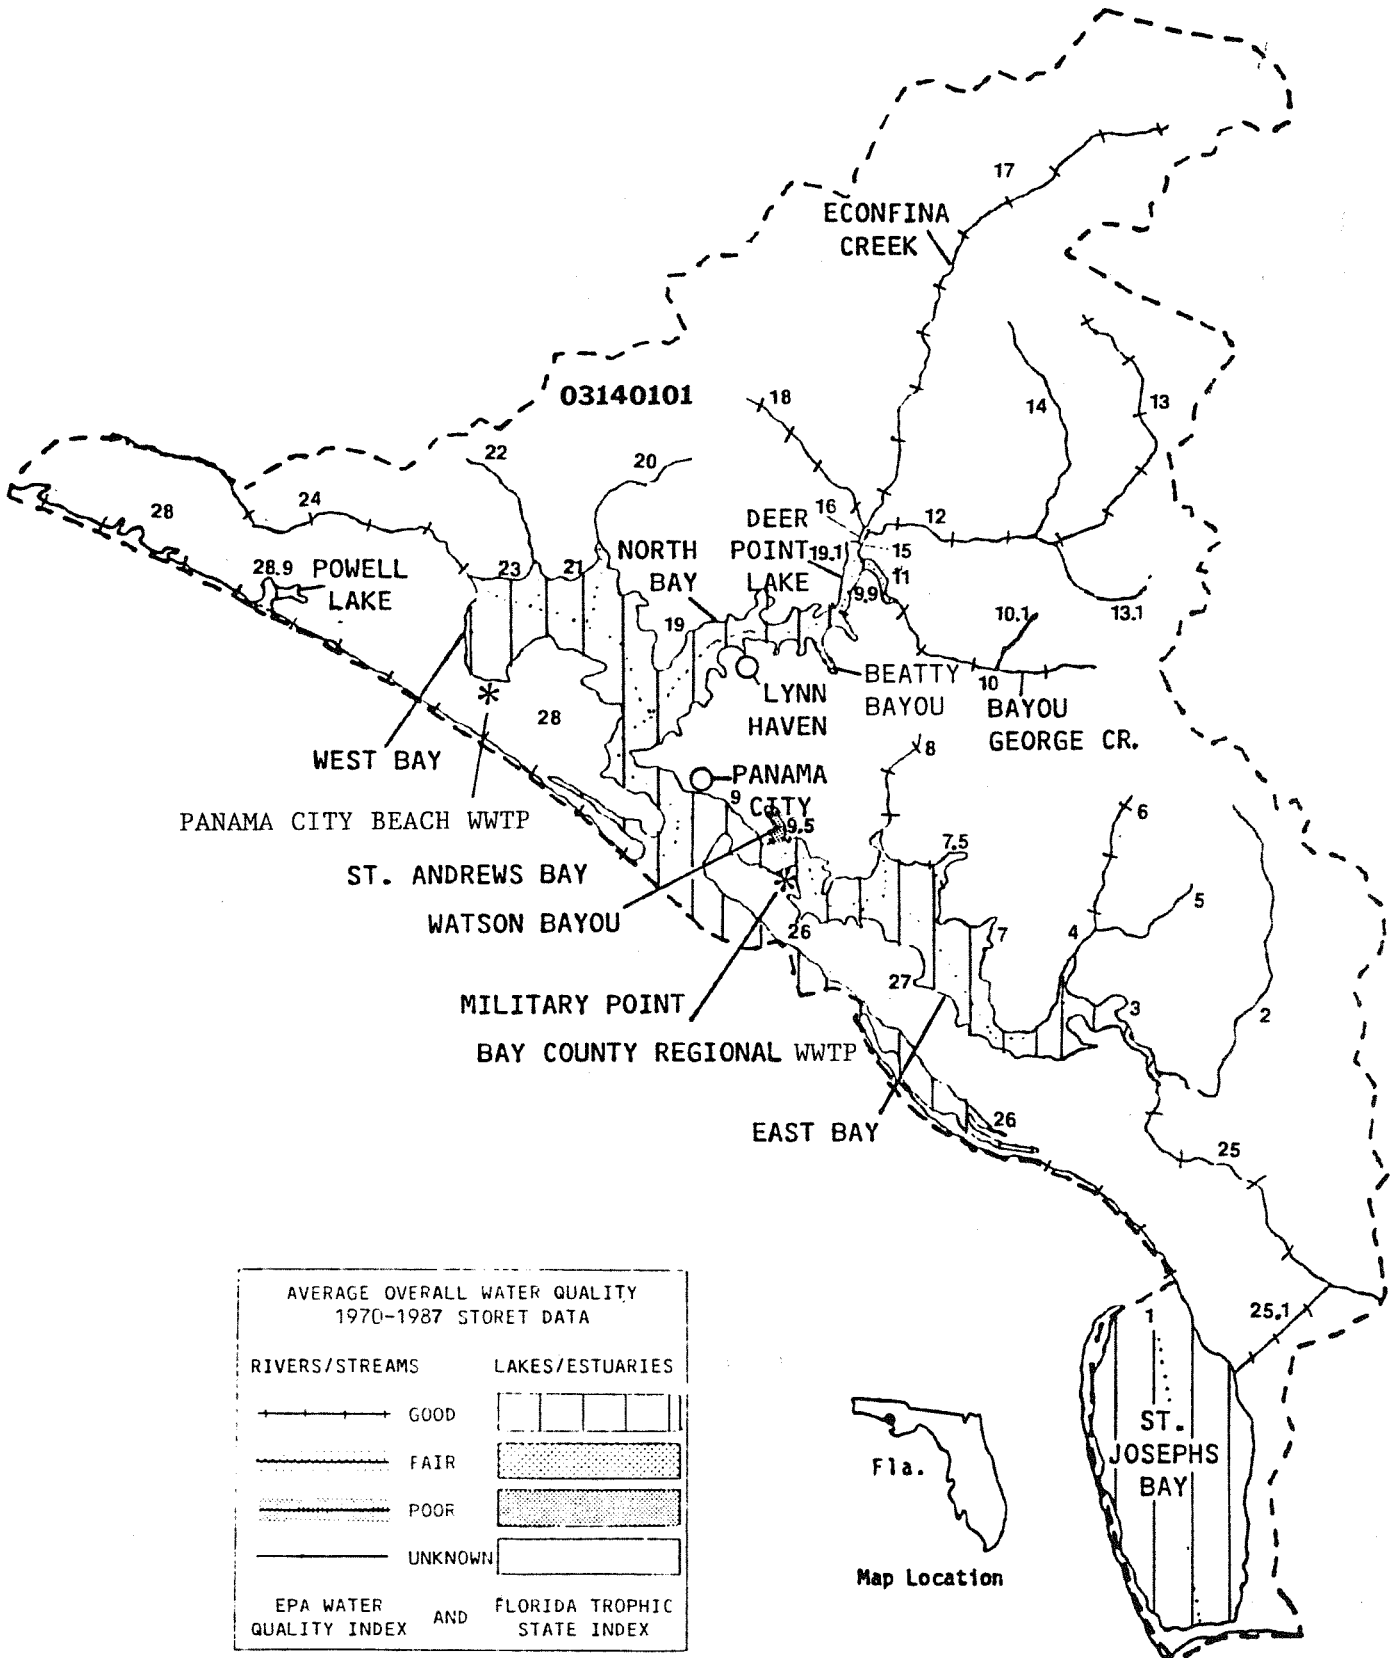 17
ECONFINA
CREEK
03140101
18
14
13
22
20
24
28
16
DEER
POINT
LAKE
12
15
19.1
11
9.9
NORTH
BAY
23
21
28.9
POWELL
LAKE
19
10.1
13.1
LYNN
HAVEN
BEATTY
BAYOU
10
BAYOU
GEORGE CR.
28
WEST BAY
8
PANAMA
CITY
9
9.5
6
PANAMA CITY BEACH WWTP
7.5
ST. ANDREWS BAY
5
WATSON BAYOU
26
7
4
27
MILITARY POINT
3
2
BAY COUNTY REGIONAL WWTP
EAST BAY
26
25
1
25.1
ST.
JOSEPHS
BAY
AVERAGE OVERALL WATER QUALITY
1970-1987 STORET DATA
RIVERS/STREAMS LAKES/ESTUARIES
GOOD
FAIR
POOR
UNKNOWN
EPA WATER
QUALITY INDEX
AND
FLORIDA TROPHIC
STATE INDEX
Fla.
Map Location